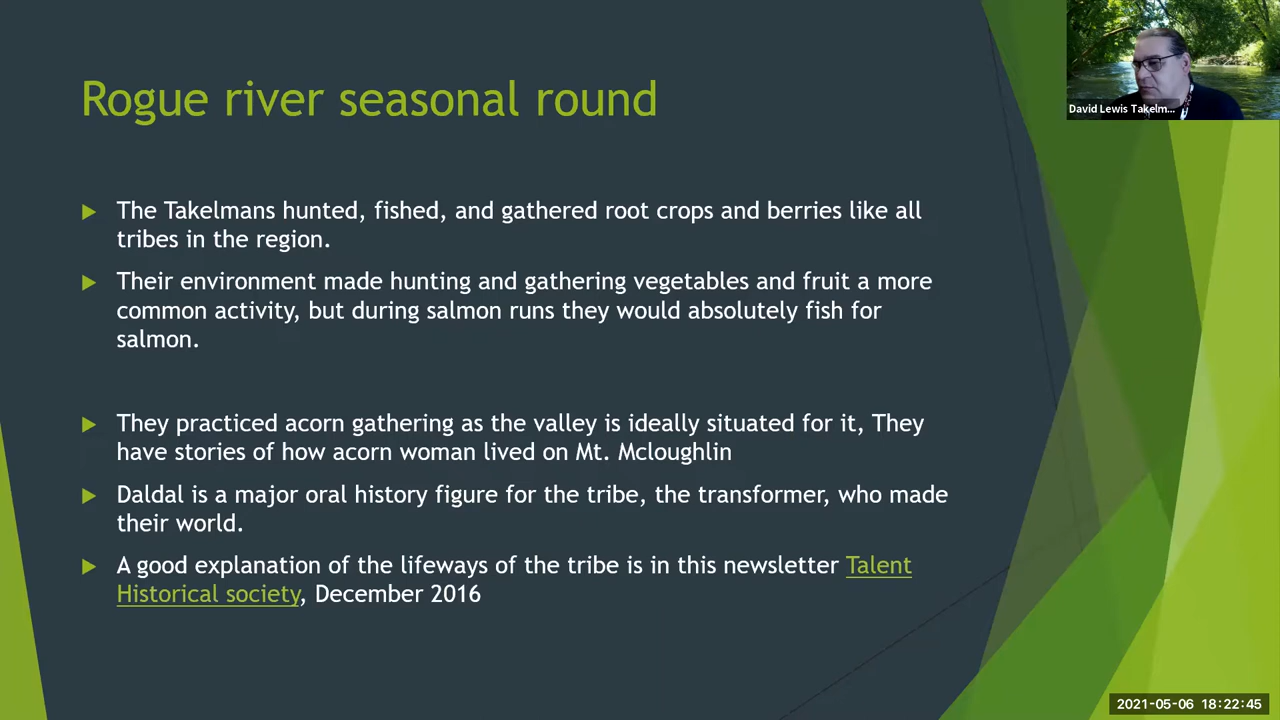 Rogue river seasonal round
David Lewis Takelm...
The Takelmans hunted, fished, and gathered root crops and berries like all
tribes in the region.
Their environment made hunting and gathering vegetables and fruit a more
common activity, but during salmon runs they would absolutely fish for
salmon.
They practiced acorn gathering as the valley is ideally situated for it, They
have stories of how acorn woman lived on Mt. Mcloughlin
Daldal is a major oral history figure for the tribe, the transformer, who made
their world.
A good explanation of the lifeways of the tribe is in this newsletter Talent
Historical society, December 2016
2021-05-06 18:22:45